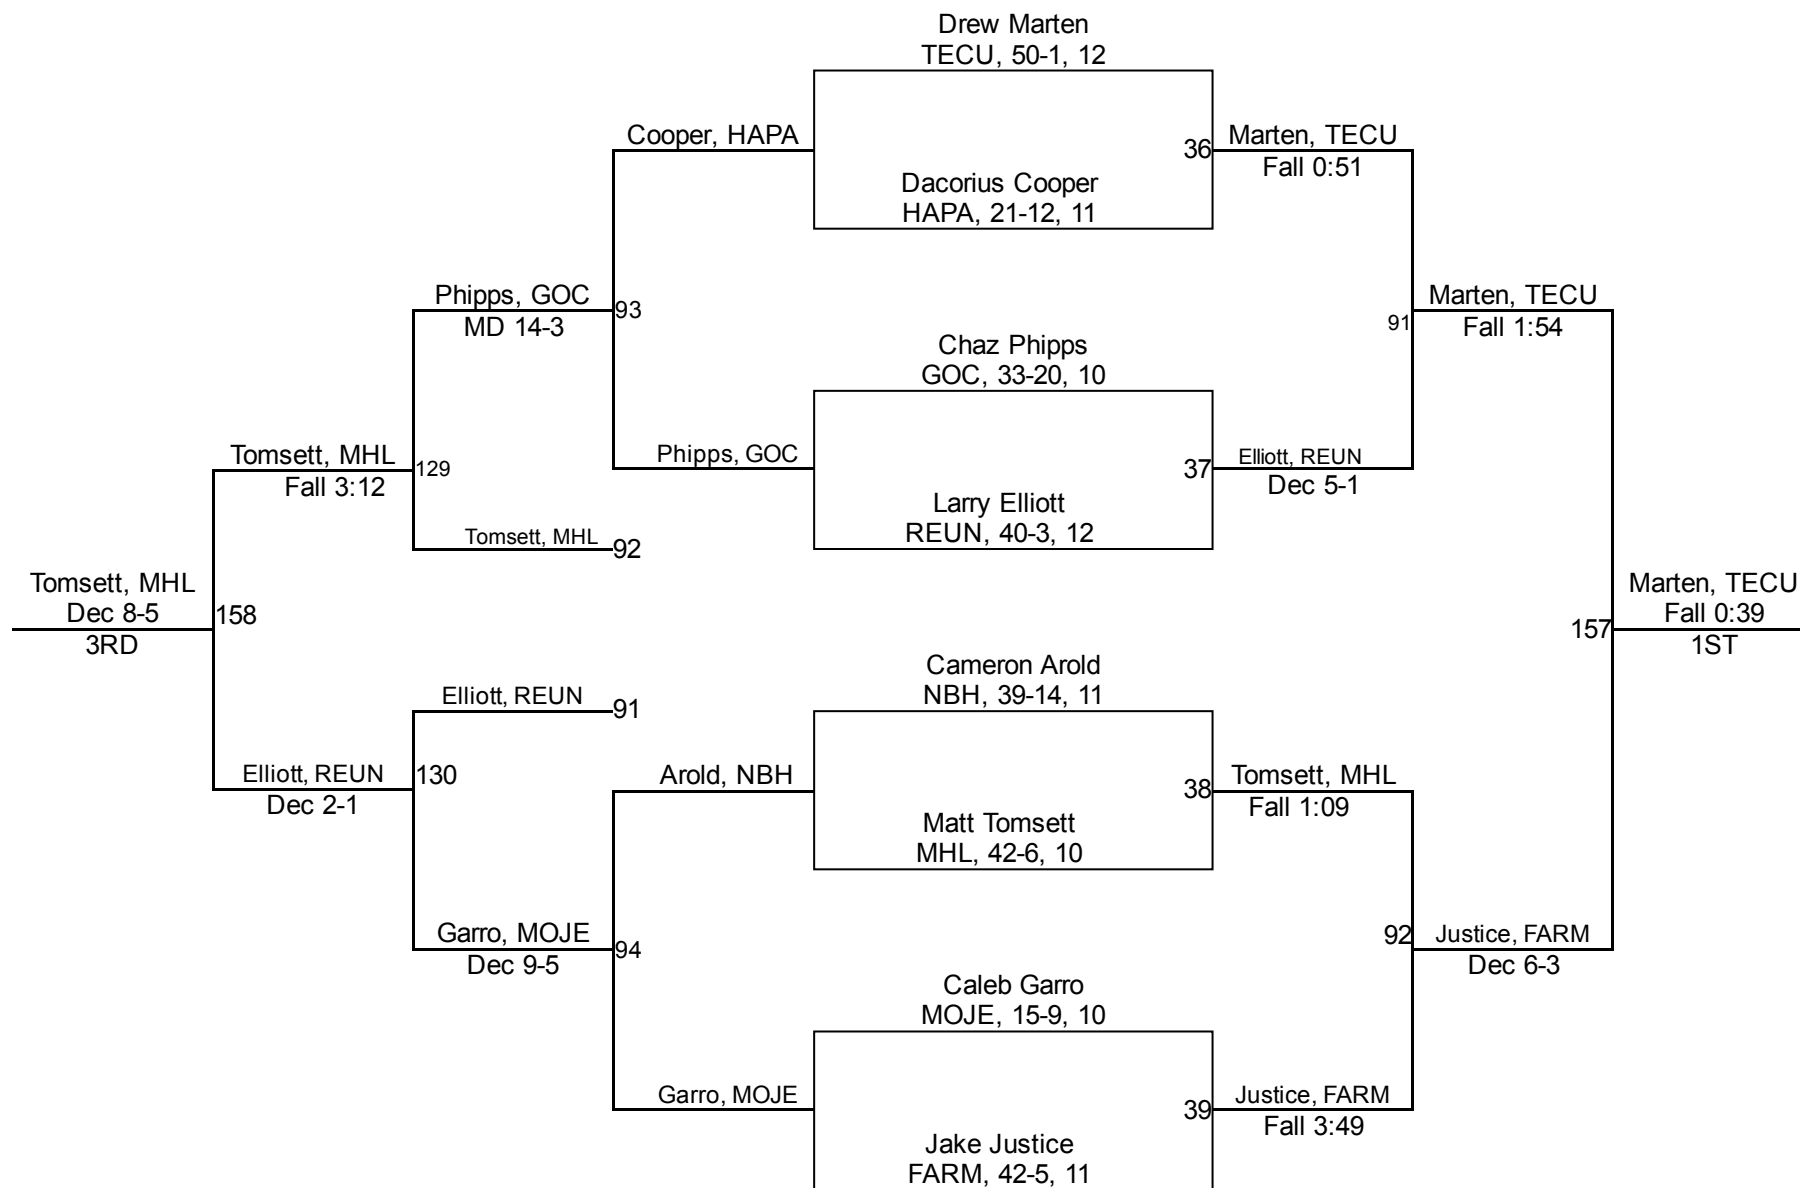 Drew Marten
TECU, 50-1, 12
Cooper, HAPA
36
Marten, TECU
Fall 0:51
Dacorius Cooper
HAPA, 21-12, 11
Phipps, GOC
MD 14-3
93
91
Marten, TECU
Fall 1:54
Chaz Phipps
GOC, 33-20, 10
Tomsett, MHL
Fall 3:12
129
Phipps, GOC
37
Elliott, REUN
Dec 5-1
Larry Elliott
REUN, 40-3, 12
Tomsett, MHL
92
Tomsett, MHL
Dec 8-5
3RD
158
157
Marten, TECU
Fall 0:39
1ST
Cameron Arold
NBH, 39-14, 11
Elliott, REUN
91
Elliott, REUN
Dec 2-1
130
Arold, NBH
38
Tomsett, MHL
Fall 1:09
Matt Tomsett
MHL, 42-6, 10
Garro, MOJE
Dec 9-5
94
92
Justice, FARM
Dec 6-3
Caleb Garro
MOJE, 15-9, 10
Garro, MOJE
39
Justice, FARM
Fall 3:49
Jake Justice
FARM, 42-5, 11